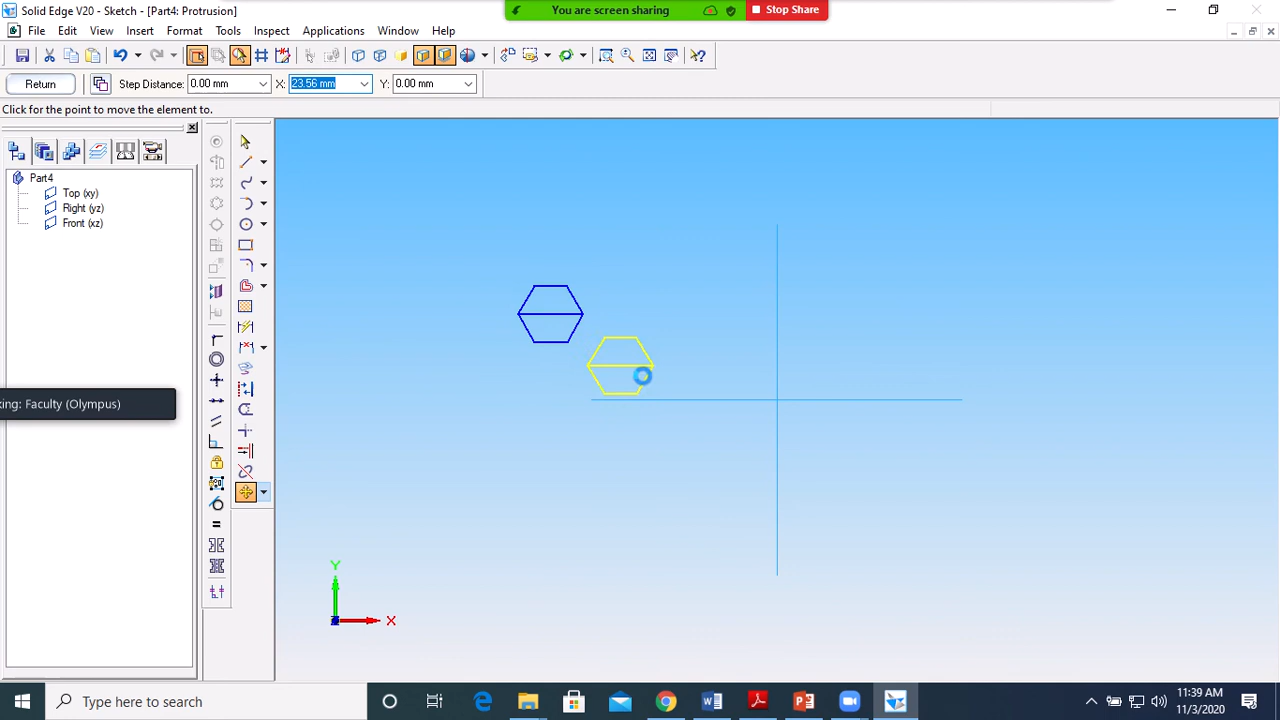 Solid Edge V20 - Sketch - [Part4: Protrusion]
You are screen sharing
Stop Share
File Edit View Insert Format Tools Inspect Applications Window Help
Return Step Distance: 0.00 mm X: 23.56 mm Y: 0.00 mm
Click for the point to move the element to.
Part4
Top (xy)
Right (yz)
Front (xz)
king: Faculty (Olympus)
Y
X
Type here to search
11:39 AM
11/3/2020